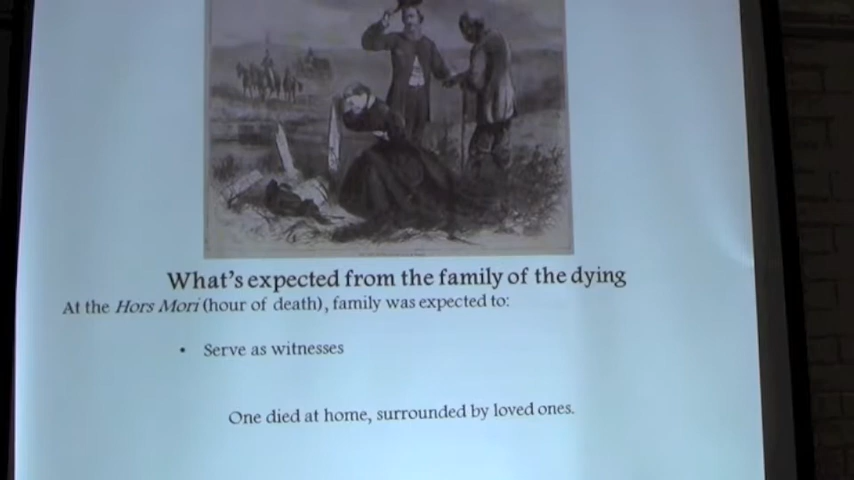 What's expected from the family of the dying
At the Hors Mori (hour of death), family was expected to:
• Serve as witnesses
One died at home, surrounded by loved ones.